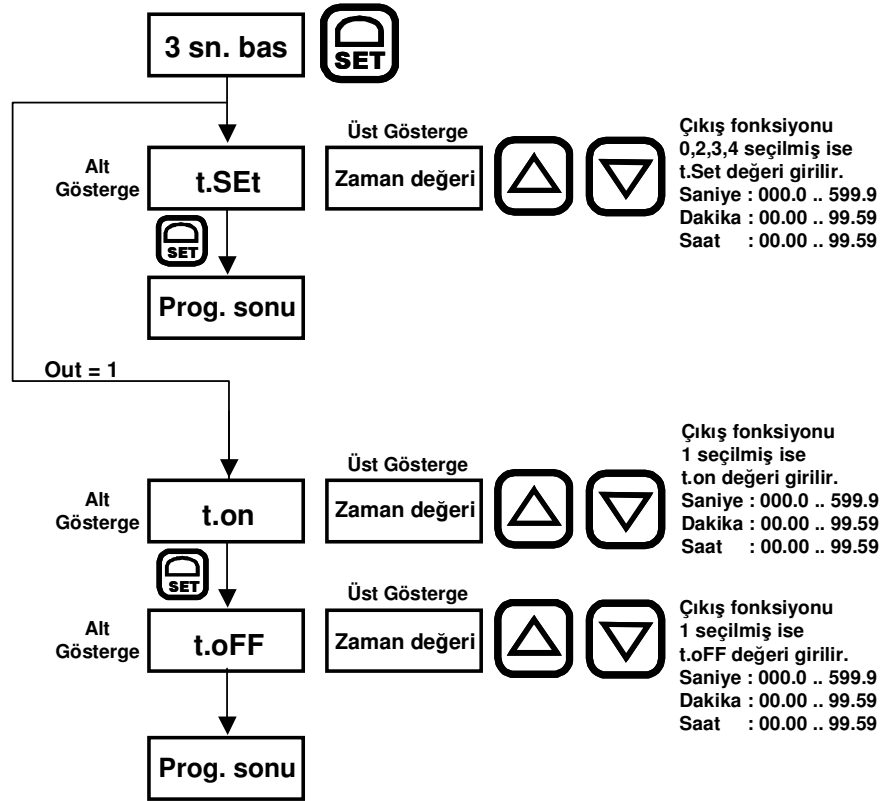 3 sn. bas
SET
Alt
Gösterge
t.SEt
Üst Gösterge
Zaman değeri
Çıkış fonksiyonu
0,2,3,4 seçilmiş ise
t.Set değeri girilir.
Saniye : 000.0 .. 599.9
Dakika : 00.00 .. 99.59
Saat : 00.00 .. 99.59
SET
Prog. sonu
Out = 1
Alt
Gösterge
t.on
Üst Gösterge
Zaman değeri
Çıkış fonksiyonu
1 seçilmiş ise
t.on değeri girilir.
Saniye : 000.0 .. 599.9
Dakika : 00.00 .. 99.59
Saat : 00.00 .. 99.59
SET
Alt
Gösterge
t.oFF
Üst Gösterge
Zaman değeri
Çıkış fonksiyonu
1 seçilmiş ise
t.oFF değeri girilir.
Saniye : 000.0 .. 599.9
Dakika : 00.00 .. 99.59
Saat : 00.00 .. 99.59
Prog. sonu